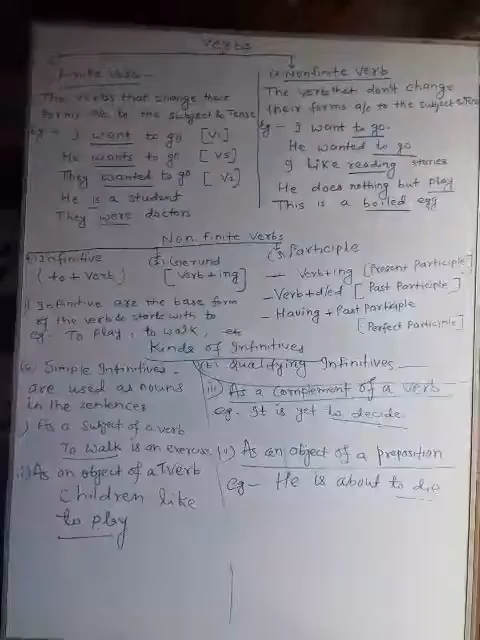 Verbs
Finite Verb -
The verbs that change their
forms a/c to the subject & Tense
eg - I want to go [V1]
He wants to go [V5]
They wanted to go [V2]
He is a student
They were doctors
Nonfinite Verb
The verbs that don't change
their forms a/c to the subject & Tense
Eg - I want to go.
He wanted to go
I like reading stories
He does nothing but play
This is a boiled egg
Non. finite Verbs
Infinitive
(to + verb)
(2) Gerund
[Verb + ing]
(3) Participle
- Verb+ing [Present Participle]
- Verb+d/ed [Past Participle]
- Having + Past Participle
[Perfect Participle]
Infinitive are the base form
of the verb & starts with to
eg. To play, to walk, etc
Kinds of Infinitives
(a) Simple Infinitives -
are used as nouns
in the sentences
i) As a Subject of a verb
To walk is an exercise
ii) As an object of a verb
Children like
to play
(b) Qualifying Infinitives
iii) As a complement of a verb
eg. It is yet to decide.
iv) As an object of a preposition
eg - He is about to die